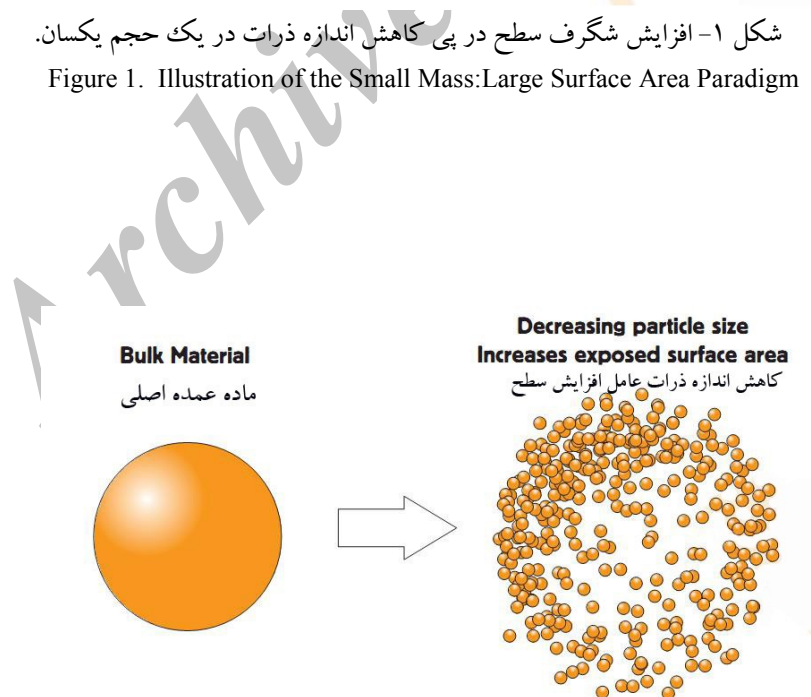 شکل ۱- افزایش شگرف سطح در پی کاهش اندازه ذرات در یک حجم یکسان.
Figure 1. Illustration of the Small Mass:Large Surface Area Paradigm
Archive
Bulk Material
ماده عمده اصلی
Decreasing particle size
Increases exposed surface area
کاهش اندازه ذرات عامل افزایش سطح